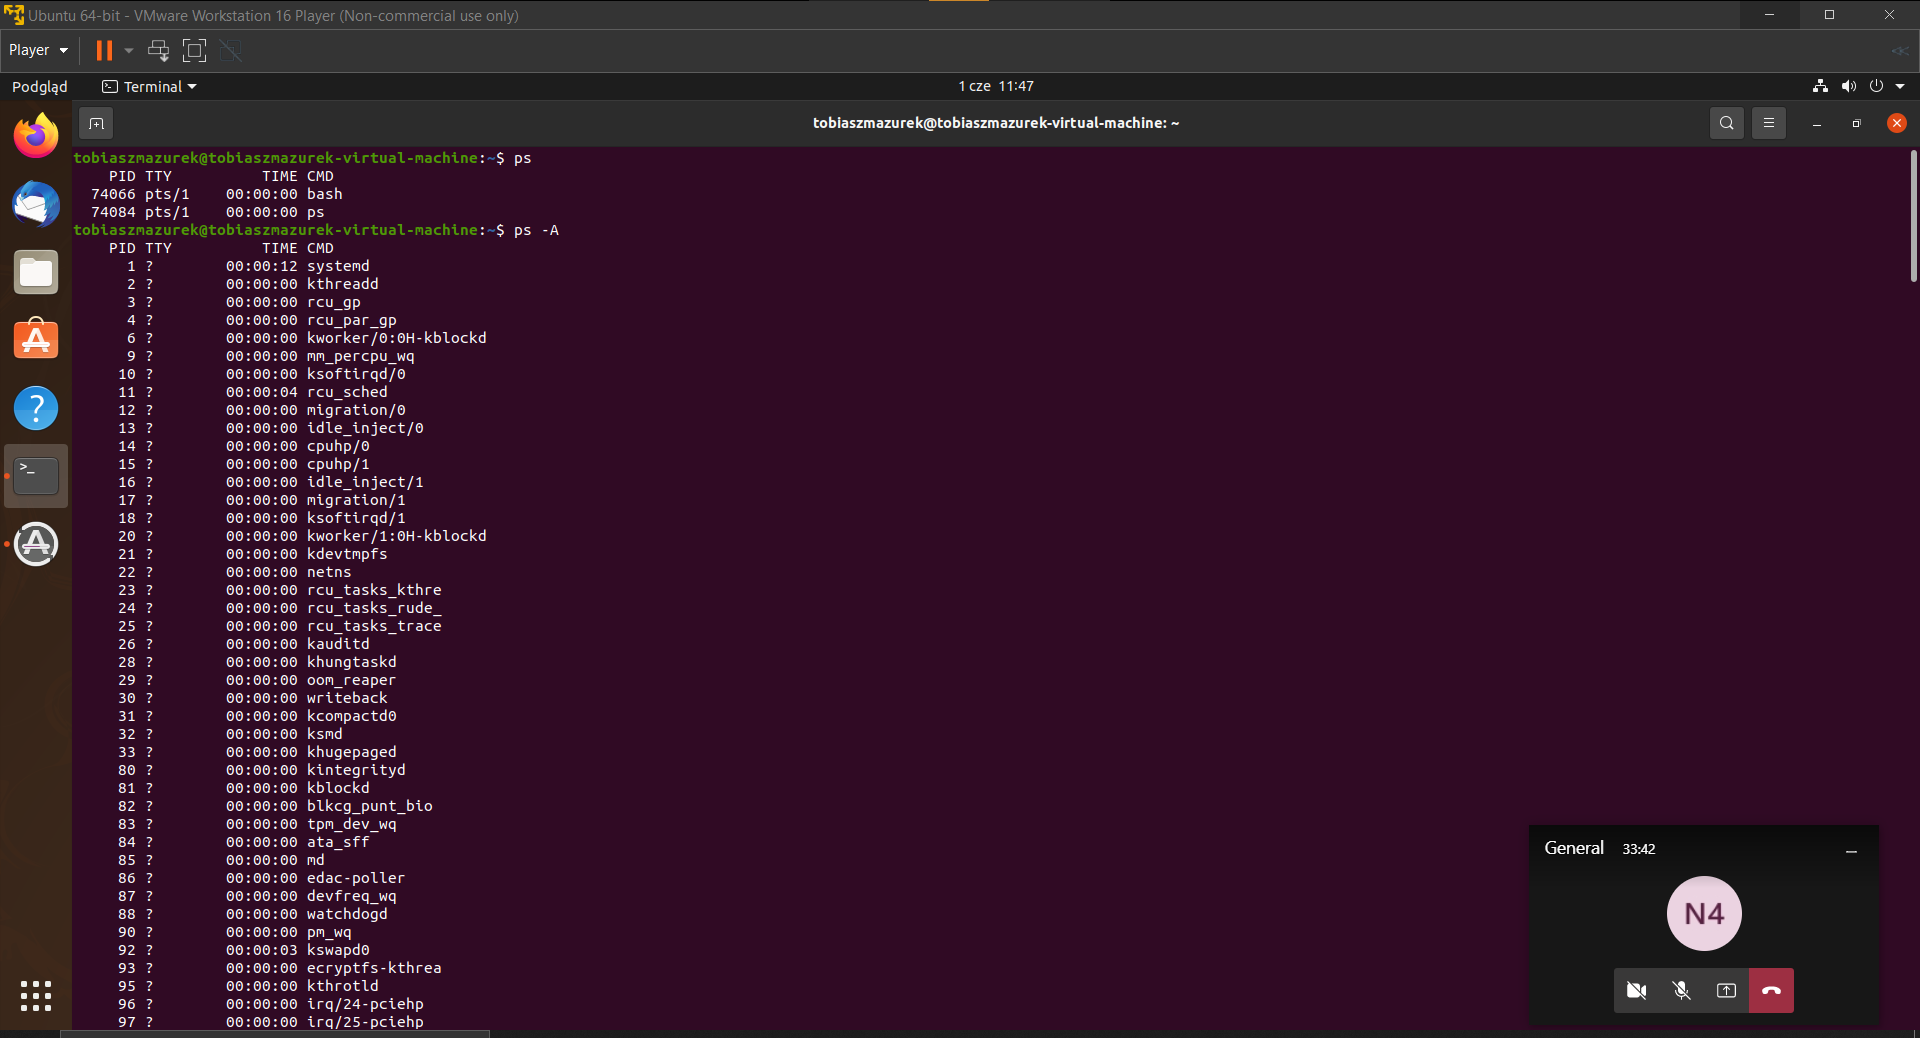 Ubuntu 64-bit - VMware Workstation 16 Player (Non-commercial use only)
Player
Podgląd Terminal 1 cze 11:47
tobiaszmazurek@tobiaszmazurek-virtual-machine: ~
tobiaszmazurek@tobiaszmazurek-virtual-machine:~$ ps
PID TTY TIME CMD
74066 pts/1 00:00:00 bash
74084 pts/1 00:00:00 ps
tobiaszmazurek@tobiaszmazurek-virtual-machine:~$ ps -A
PID TTY TIME CMD
1 ? 00:00:12 systemd
2 ? 00:00:00 kthreadd
3 ? 00:00:00 rcu_gp
4 ? 00:00:00 rcu_par_gp
6 ? 00:00:00 kworker/0:0H-kblockd
9 ? 00:00:00 mm_percpu_wq
10 ? 00:00:00 ksoftirqd/0
11 ? 00:00:04 rcu_sched
12 ? 00:00:00 migration/0
13 ? 00:00:00 idle_inject/0
14 ? 00:00:00 cpuhp/0
15 ? 00:00:00 cpuhp/1
16 ? 00:00:00 idle_inject/1
17 ? 00:00:00 migration/1
18 ? 00:00:00 ksoftirqd/1
20 ? 00:00:00 kworker/1:0H-kblockd
21 ? 00:00:00 kdevtmpfs
22 ? 00:00:00 netns
23 ? 00:00:00 rcu_tasks_kthre
24 ? 00:00:00 rcu_tasks_rude_
25 ? 00:00:00 rcu_tasks_trace
26 ? 00:00:00 kauditd
28 ? 00:00:00 khungtaskd
29 ? 00:00:00 oom_reaper
30 ? 00:00:00 writeback
31 ? 00:00:00 kcompactd0
32 ? 00:00:00 ksmd
33 ? 00:00:00 khugepaged
80 ? 00:00:00 kintegrityd
81 ? 00:00:00 kblockd
82 ? 00:00:00 blkcg_punt_bio
83 ? 00:00:00 tpm_dev_wq
84 ? 00:00:00 ata_sff
85 ? 00:00:00 md
86 ? 00:00:00 edac-poller
87 ? 00:00:00 devfreq_wq
88 ? 00:00:00 watchdogd
90 ? 00:00:00 pm_wq
92 ? 00:00:03 kswapd0
93 ? 00:00:00 ecryptfs-kthrea
95 ? 00:00:00 kthrotld
96 ? 00:00:00 irq/24-pciehp
97 ? 00:00:00 irq/25-pciehp
General 33:42
N4